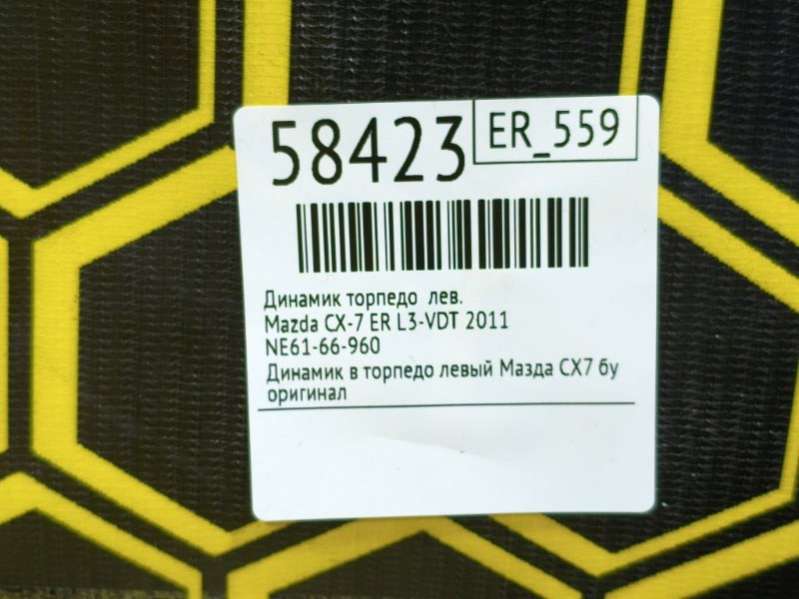 58423
ER_559
Динамик торпедо лев.
Mazda CX-7 ER L3-VDT 2011
NE61-66-960
Динамик в торпедо левый Мазда СХ7 бу
оригинал